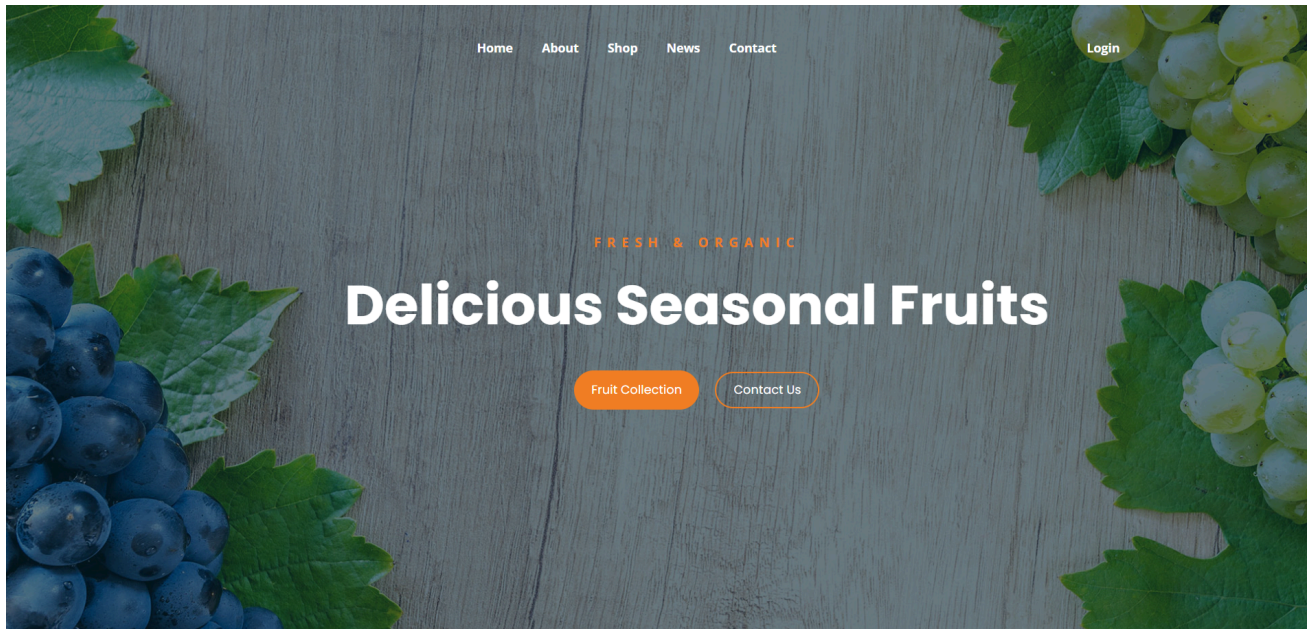 Home About Shop News Contact Login
FRESH & ORGANIC
Delicious Seasonal Fruits
Fruit Collection Contact Us